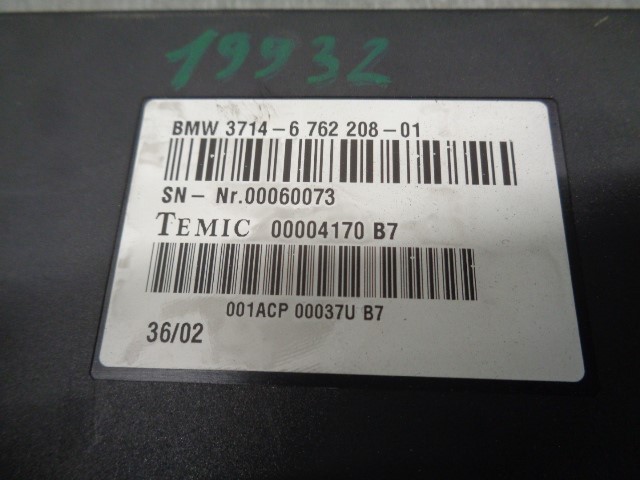 19932
BMW 3714-6 762 208-01
SN- Nr.00060073
TEMIC 00004170 B7
001ACP 00037U B7
36/02